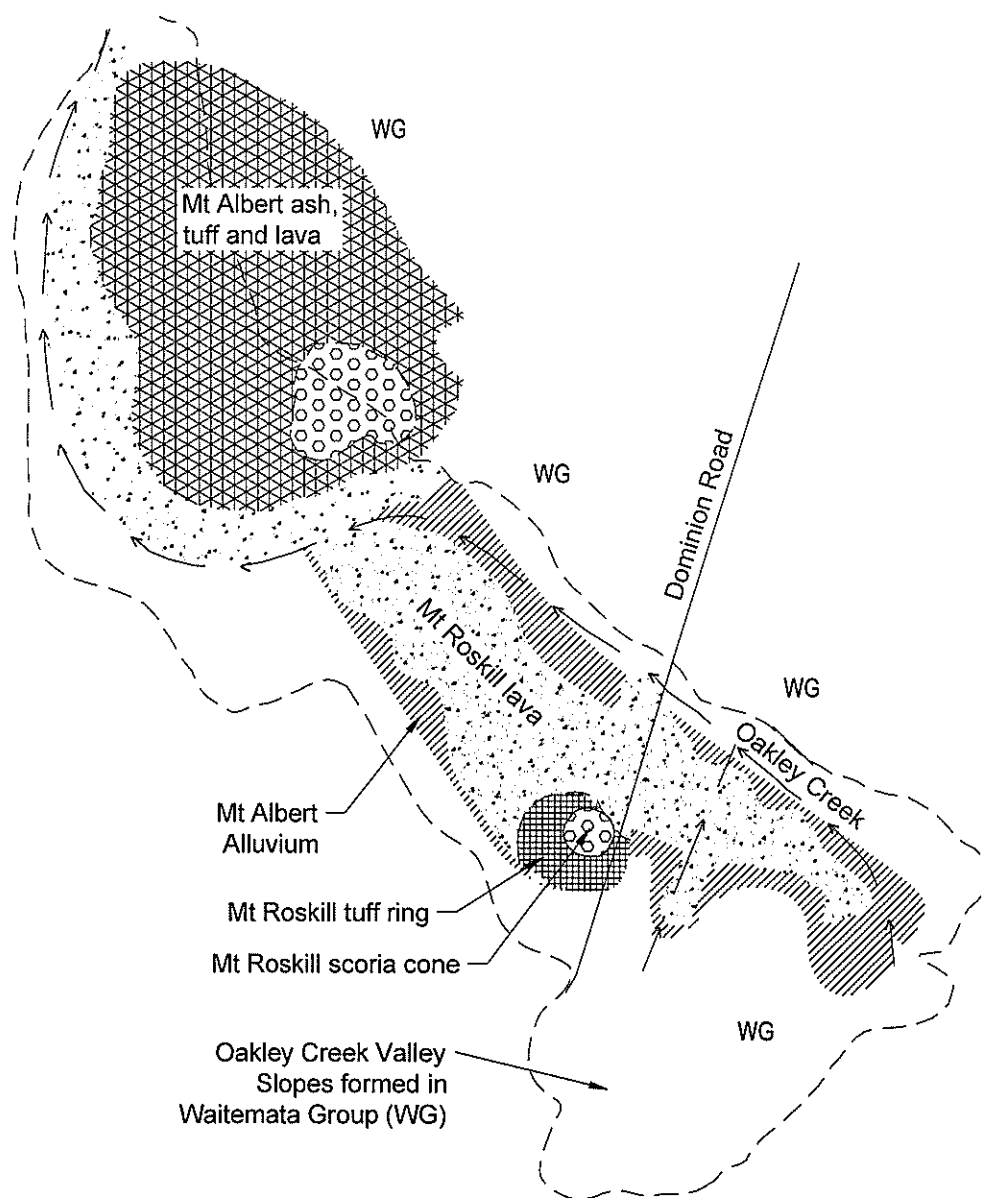 WG
Mt Albert ash,
tuff and lava
WG
Dominion Road
Mt Roskill lava
WG
Oakley Creek
Mt Albert
Alluvium
Mt Roskill tuff ring
Mt Roskill scoria cone
WG
Oakley Creek Valley
Slopes formed in
Waitemata Group (WG)